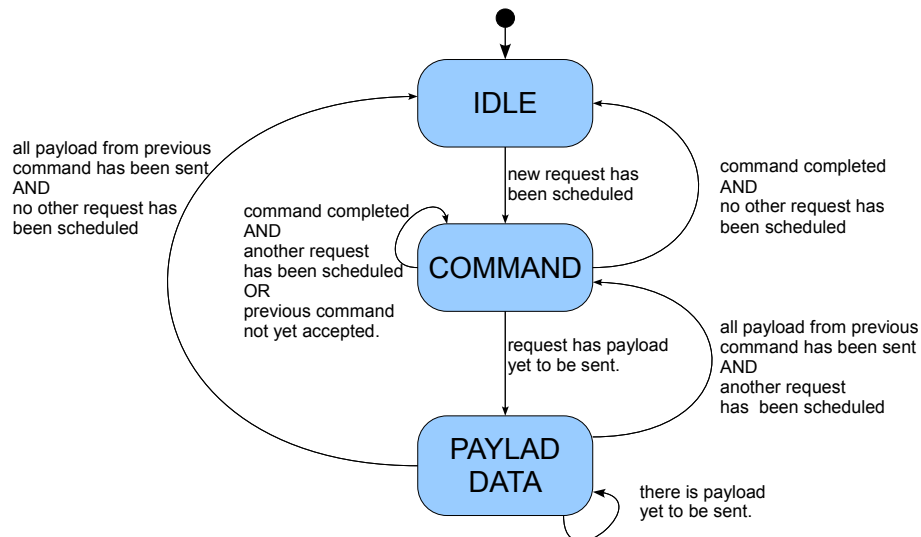 IDLE
all payload from previous
command has been sent
AND
no other request has
been scheduled
new request has
been scheduled
command completed
AND
no other request has
been scheduled
command completed
AND
another request
has been scheduled
OR
previous command
not yet accepted.
COMMAND
request has payload
yet to be sent.
all payload from previous
command has been sent
AND
another request
has been scheduled
PAYLAD
DATA
there is payload
yet to be sent.